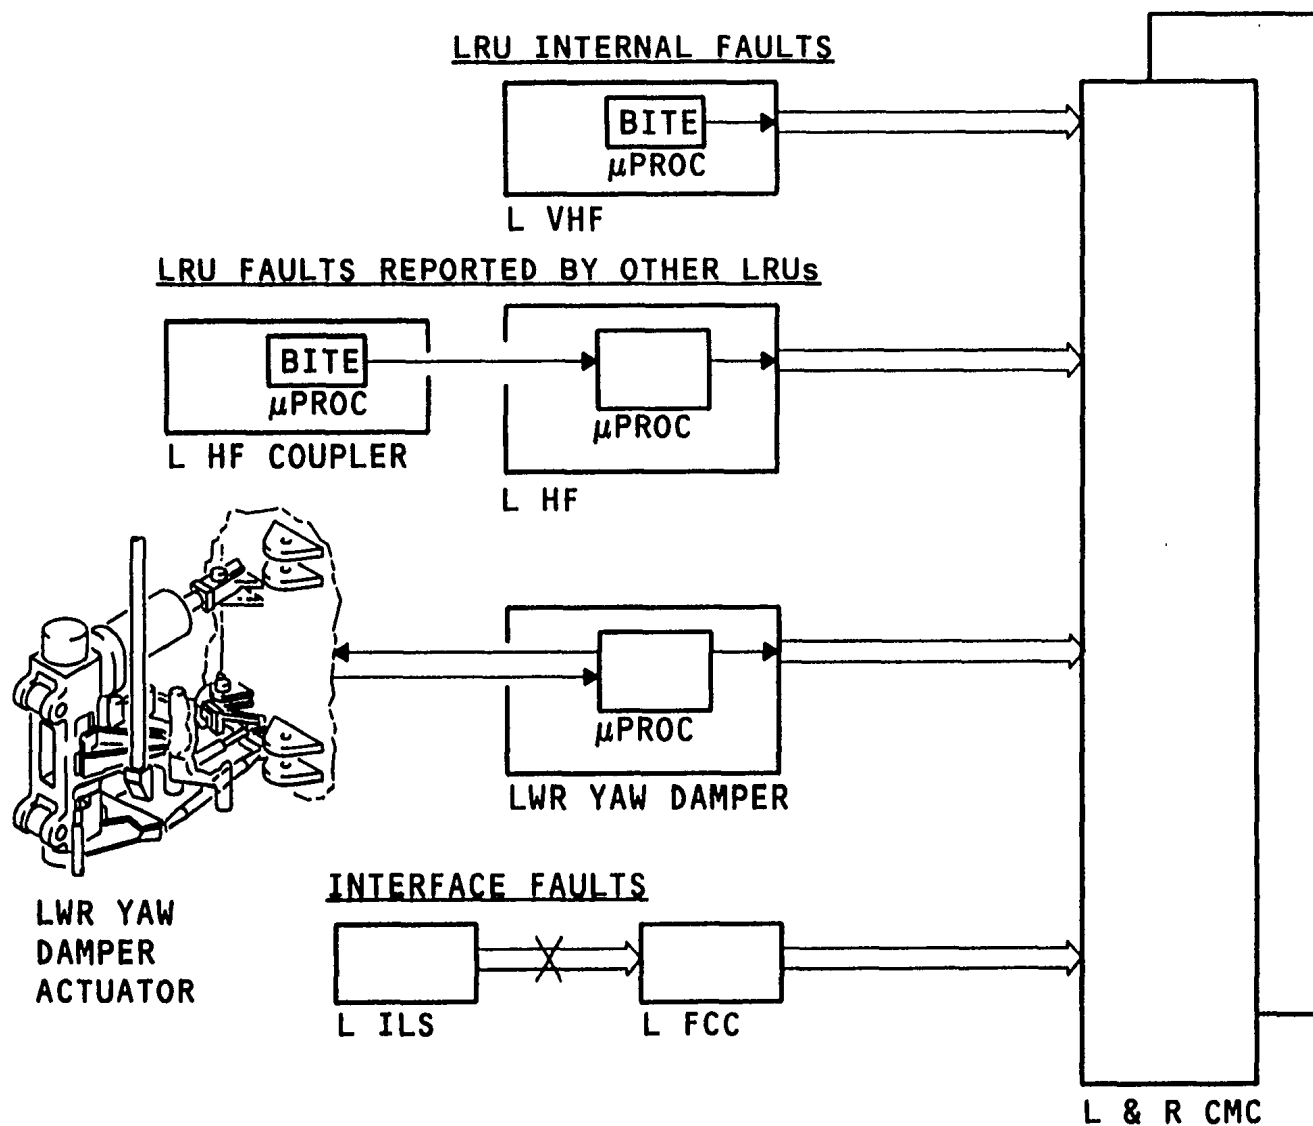 LRU INTERNAL FAULTS
BITE
μPROC
L VHF
LRU FAULTS REPORTED BY OTHER LRUs
BITE
μPROC
L HF COUPLER
μPROC
L HF
μPROC
LWR YAW DAMPER
LWR YAW
DAMPER
ACTUATOR
INTERFACE FAULTS
L ILS
L FCC
L & R CMC